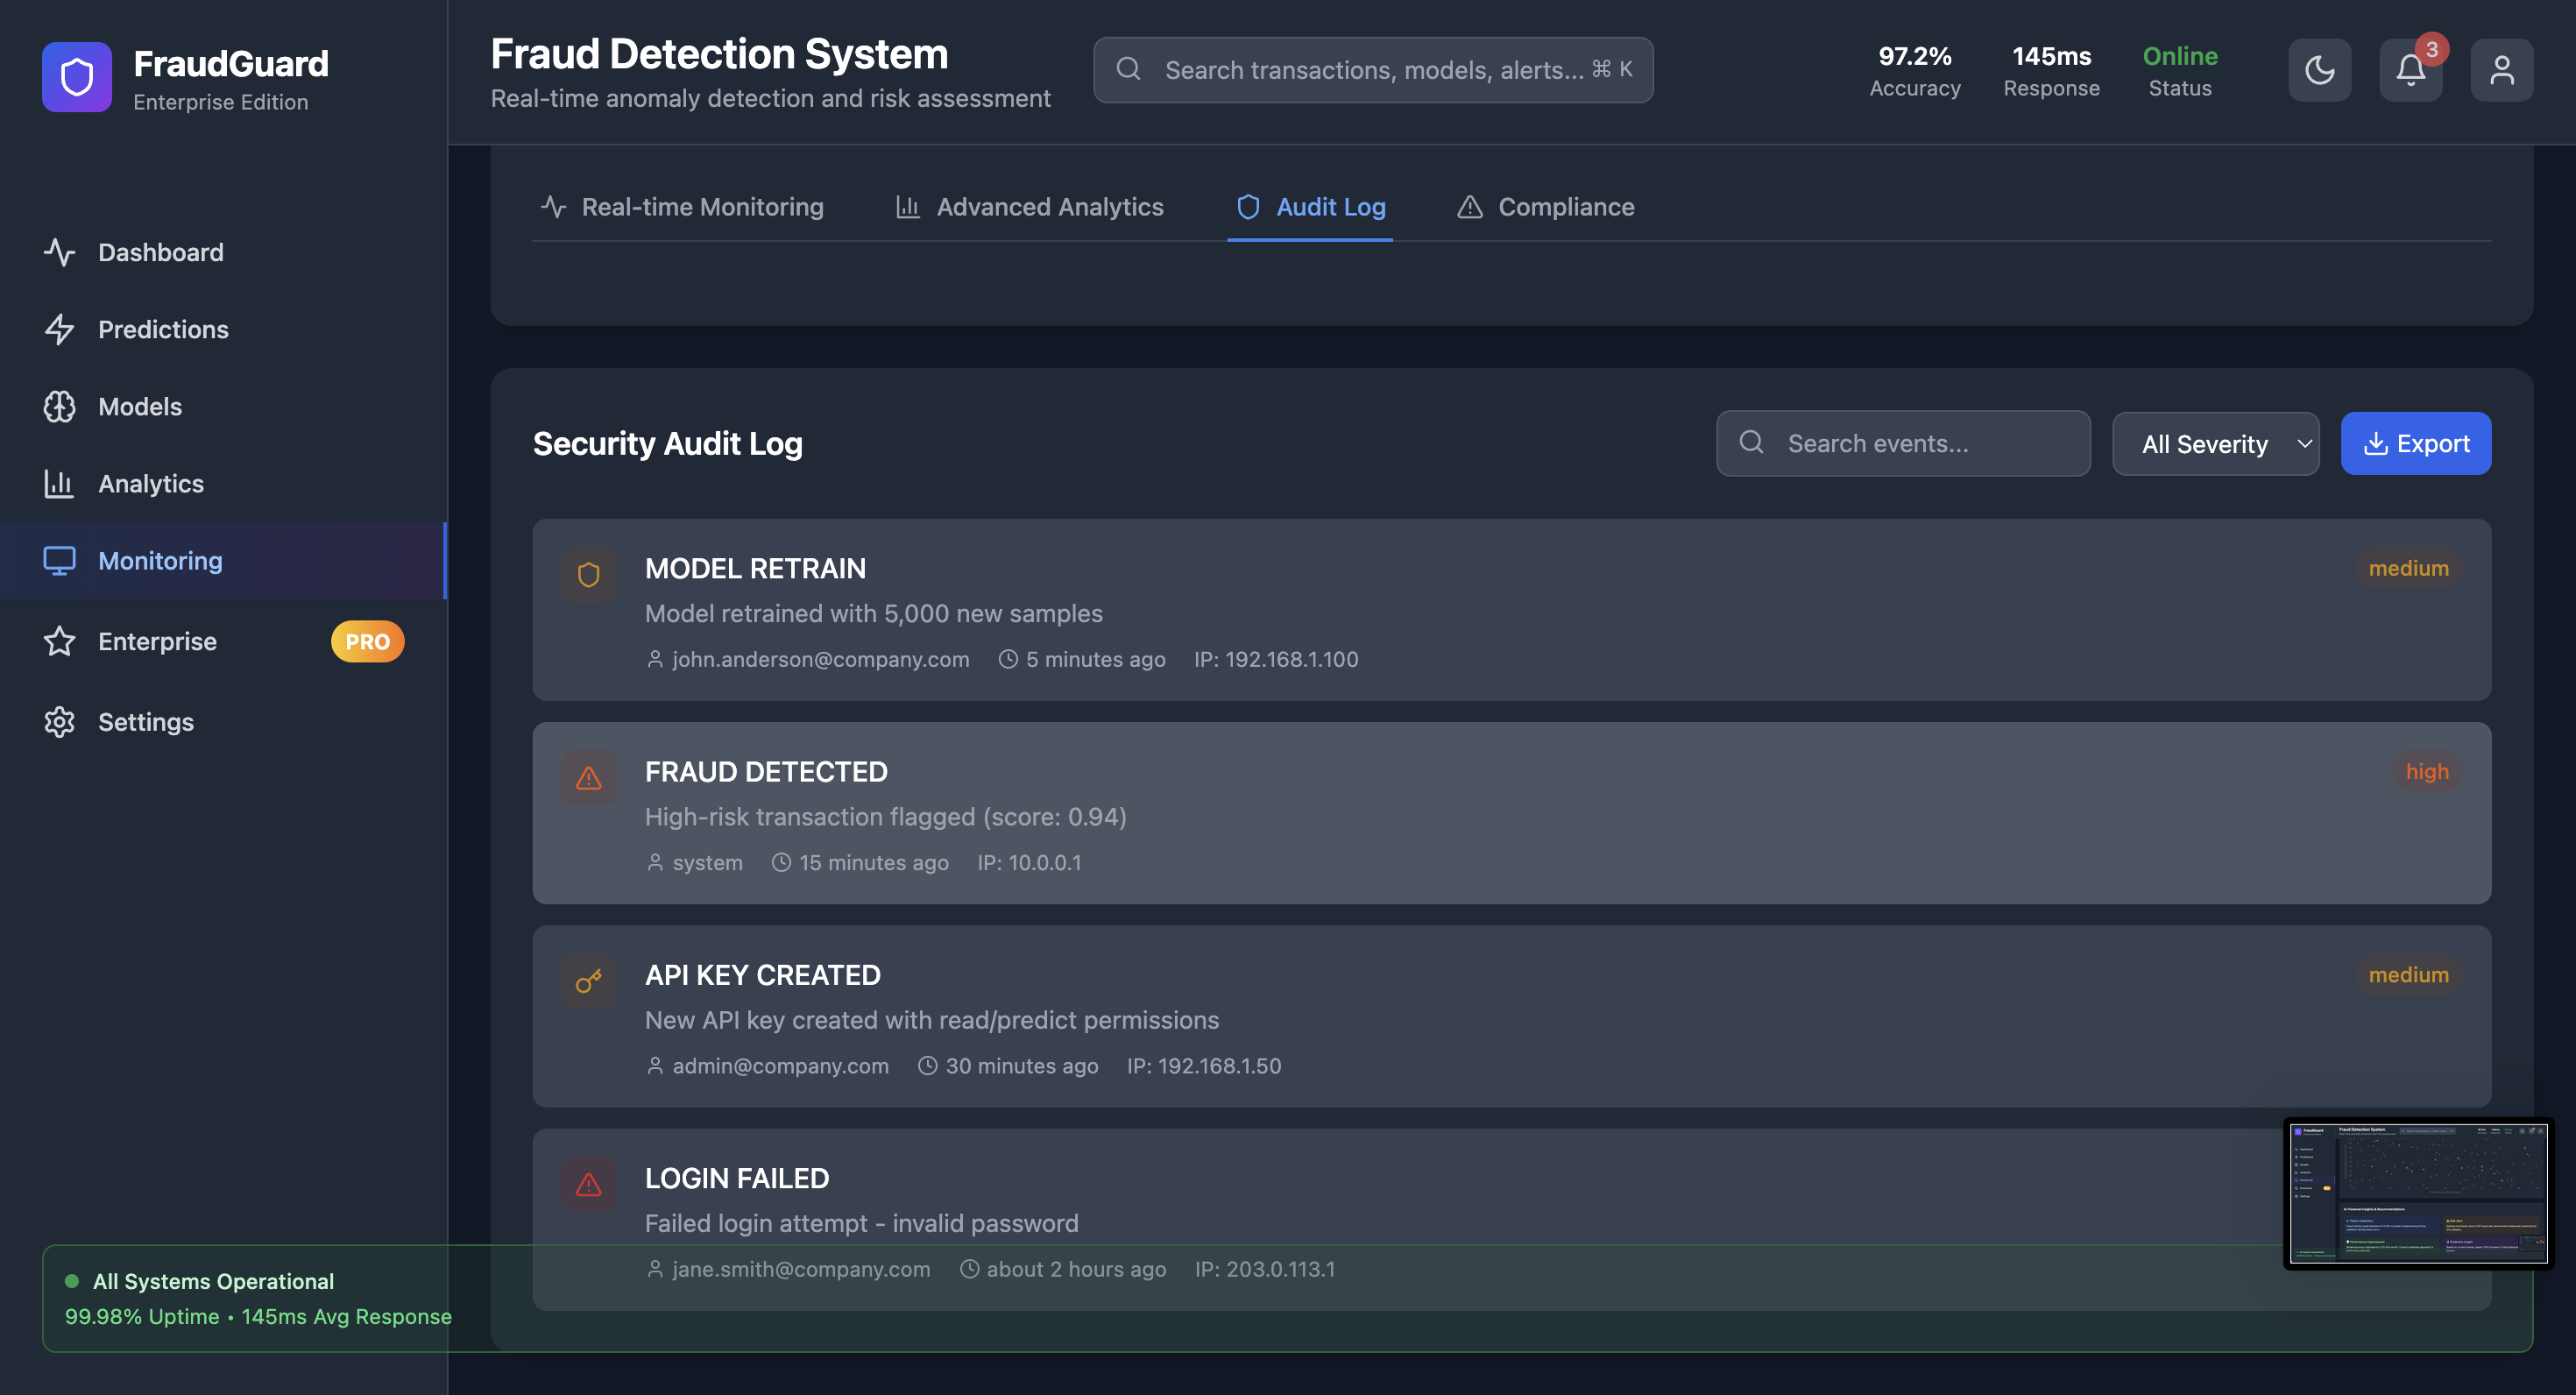 FraudGuard
Enterprise Edition
Dashboard
Predictions
Models
Analytics
Monitoring
Enterprise PRO
Settings
All Systems Operational
99.98% Uptime • 145ms Avg Response
Fraud Detection System
Real-time anomaly detection and risk assessment
Search transactions, models, alerts... ⌘ K
97.2%
Accuracy
145ms
Response
Online
Status
3
Real-time Monitoring
Advanced Analytics
Audit Log
Compliance
Security Audit Log
Search events...
All Severity
Export
MODEL RETRAIN
medium
Model retrained with 5,000 new samples
john.anderson@company.com 5 minutes ago IP: 192.168.1.100
FRAUD DETECTED
high
High-risk transaction flagged (score: 0.94)
system 15 minutes ago IP: 10.0.0.1
API KEY CREATED
medium
New API key created with read/predict permissions
admin@company.com 30 minutes ago IP: 192.168.1.50
LOGIN FAILED
Failed login attempt - invalid password
jane.smith@company.com about 2 hours ago IP: 203.0.113.1
Fraud Detection System